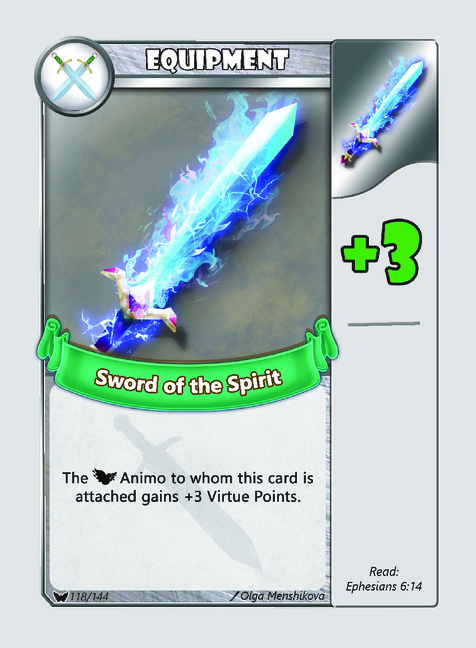 EQUIPMENT
+3
Sword of the Spirit
The Animo to whom this card is
attached gains +3 Virtue Points.
118/144
Olga Menshikova
Read:
Ephesians 6:14